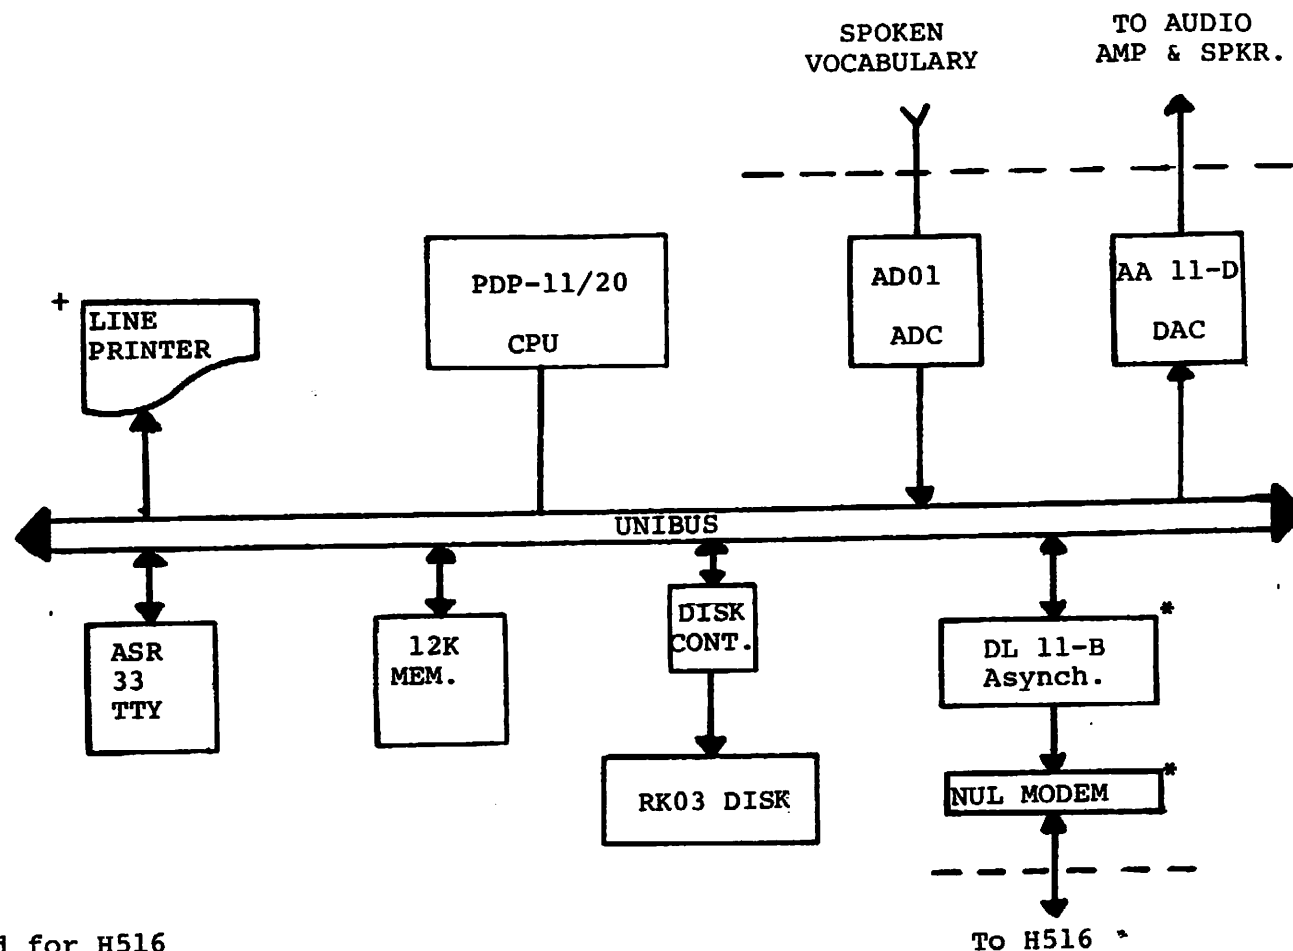 SPOKEN
VOCABULARY
TO AUDIO
AMP & SPKR.
+
LINE
PRINTER
PDP-11/20
CPU
AD01
ADC
AA 11-D
DAC
UNIBUS
ASR
33
TTY
12K
MEM.
DISK
CONT.
RK03 DISK
*
DL 11-B
Asynch.
*
NUL MODEM
To H516
for H516